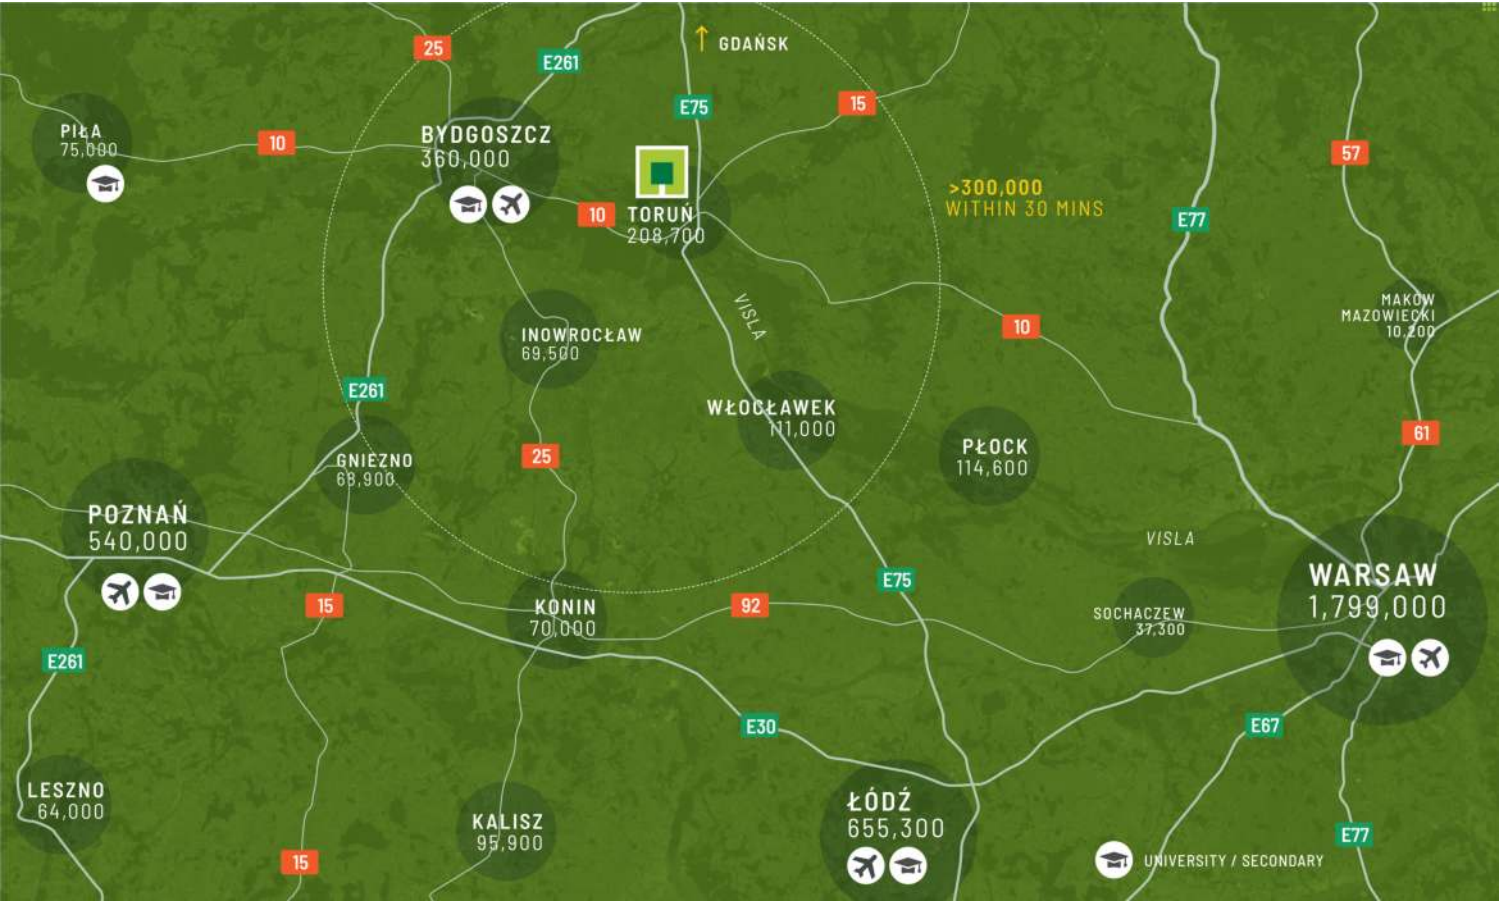 25
E261
↑ GDAŃSK
E75
15
PIŁA
75,000
10
BYDGOSZCZ
360,000
57
>300,000
WITHIN 30 MINS
10
TORUŃ
208,700
E77
VISLA
MAKÓW
MAZOWIECKI
10,200
INOWROCŁAW
69,500
10
E261
WŁOCŁAWEK
111,000
PŁOCK
114,600
61
GNIEZNO
68,900
25
POZNAŃ
540,000
VISLA
E75
WARSAW
1,799,000
15
KONIN
70,000
92
SOCHACZEW
37,300
E261
E30
E67
LESZNO
64,000
KALISZ
95,900
ŁÓDŹ
655,300
E77
15
UNIVERSITY / SECONDARY